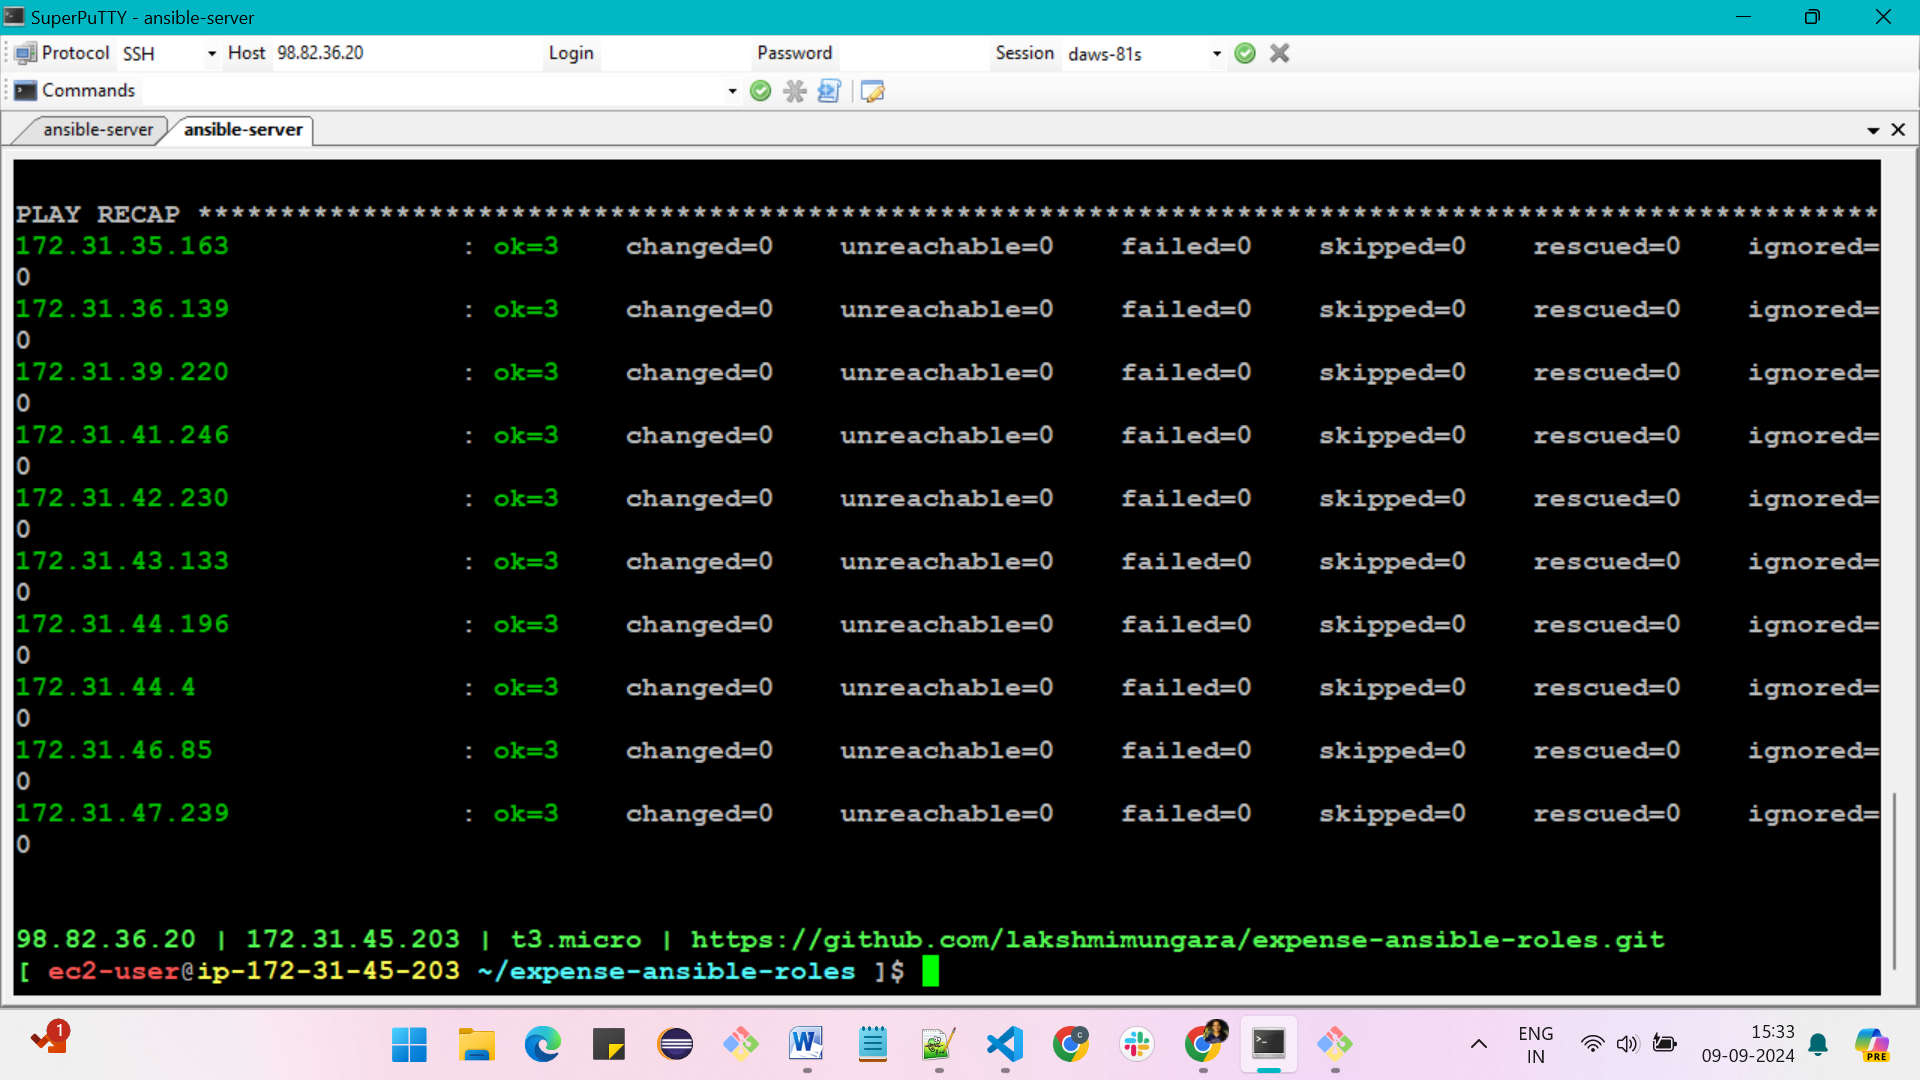 SuperPuTTY - ansible-server
Protocol SSH Host 98.82.36.20 Login Password Session daws-81s
Commands
ansible-server ansible-server
PLAY RECAP ******************************************************************************************************
172.31.35.163 : ok=3 changed=0 unreachable=0 failed=0 skipped=0 rescued=0 ignored=
0
172.31.36.139 : ok=3 changed=0 unreachable=0 failed=0 skipped=0 rescued=0 ignored=
0
172.31.39.220 : ok=3 changed=0 unreachable=0 failed=0 skipped=0 rescued=0 ignored=
0
172.31.41.246 : ok=3 changed=0 unreachable=0 failed=0 skipped=0 rescued=0 ignored=
0
172.31.42.230 : ok=3 changed=0 unreachable=0 failed=0 skipped=0 rescued=0 ignored=
0
172.31.43.133 : ok=3 changed=0 unreachable=0 failed=0 skipped=0 rescued=0 ignored=
0
172.31.44.196 : ok=3 changed=0 unreachable=0 failed=0 skipped=0 rescued=0 ignored=
0
172.31.44.4 : ok=3 changed=0 unreachable=0 failed=0 skipped=0 rescued=0 ignored=
0
172.31.46.85 : ok=3 changed=0 unreachable=0 failed=0 skipped=0 rescued=0 ignored=
0
172.31.47.239 : ok=3 changed=0 unreachable=0 failed=0 skipped=0 rescued=0 ignored=
0
98.82.36.20 | 172.31.45.203 | t3.micro | https://github.com/lakshmimungara/expense-ansible-roles.git
[ ec2-user@ip-172-31-45-203 ~/expense-ansible-roles ]$
1
ENG
IN
15:33
09-09-2024
PRE